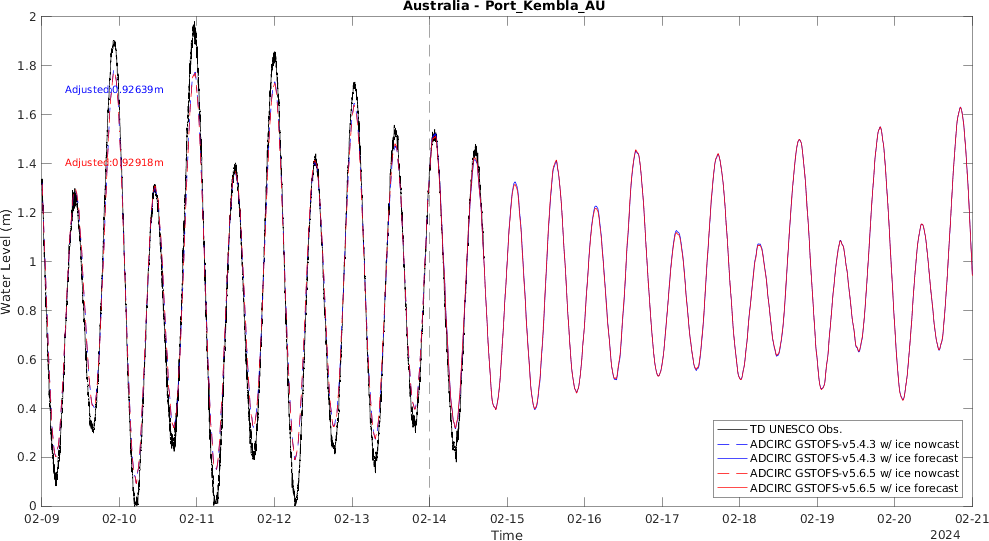 Australia - Port_Kembla_AU
Water Level (m)
2
1.8
1.6
1.4
1.2
1
0.8
0.6
0.4
0.2
0
Adjusted:0.92639m
Adjusted:0.92918m
TD UNESCO Obs.
ADCIRC GSTOFS-v5.4.3 w/ ice nowcast
ADCIRC GSTOFS-v5.4.3 w/ ice forecast
ADCIRC GSTOFS-v5.6.5 w/ ice nowcast
ADCIRC GSTOFS-v5.6.5 w/ ice forecast
02-09 02-10 02-11 02-12 02-13 02-14 02-15 02-16 02-17 02-18 02-19 02-20 02-21
Time
2024